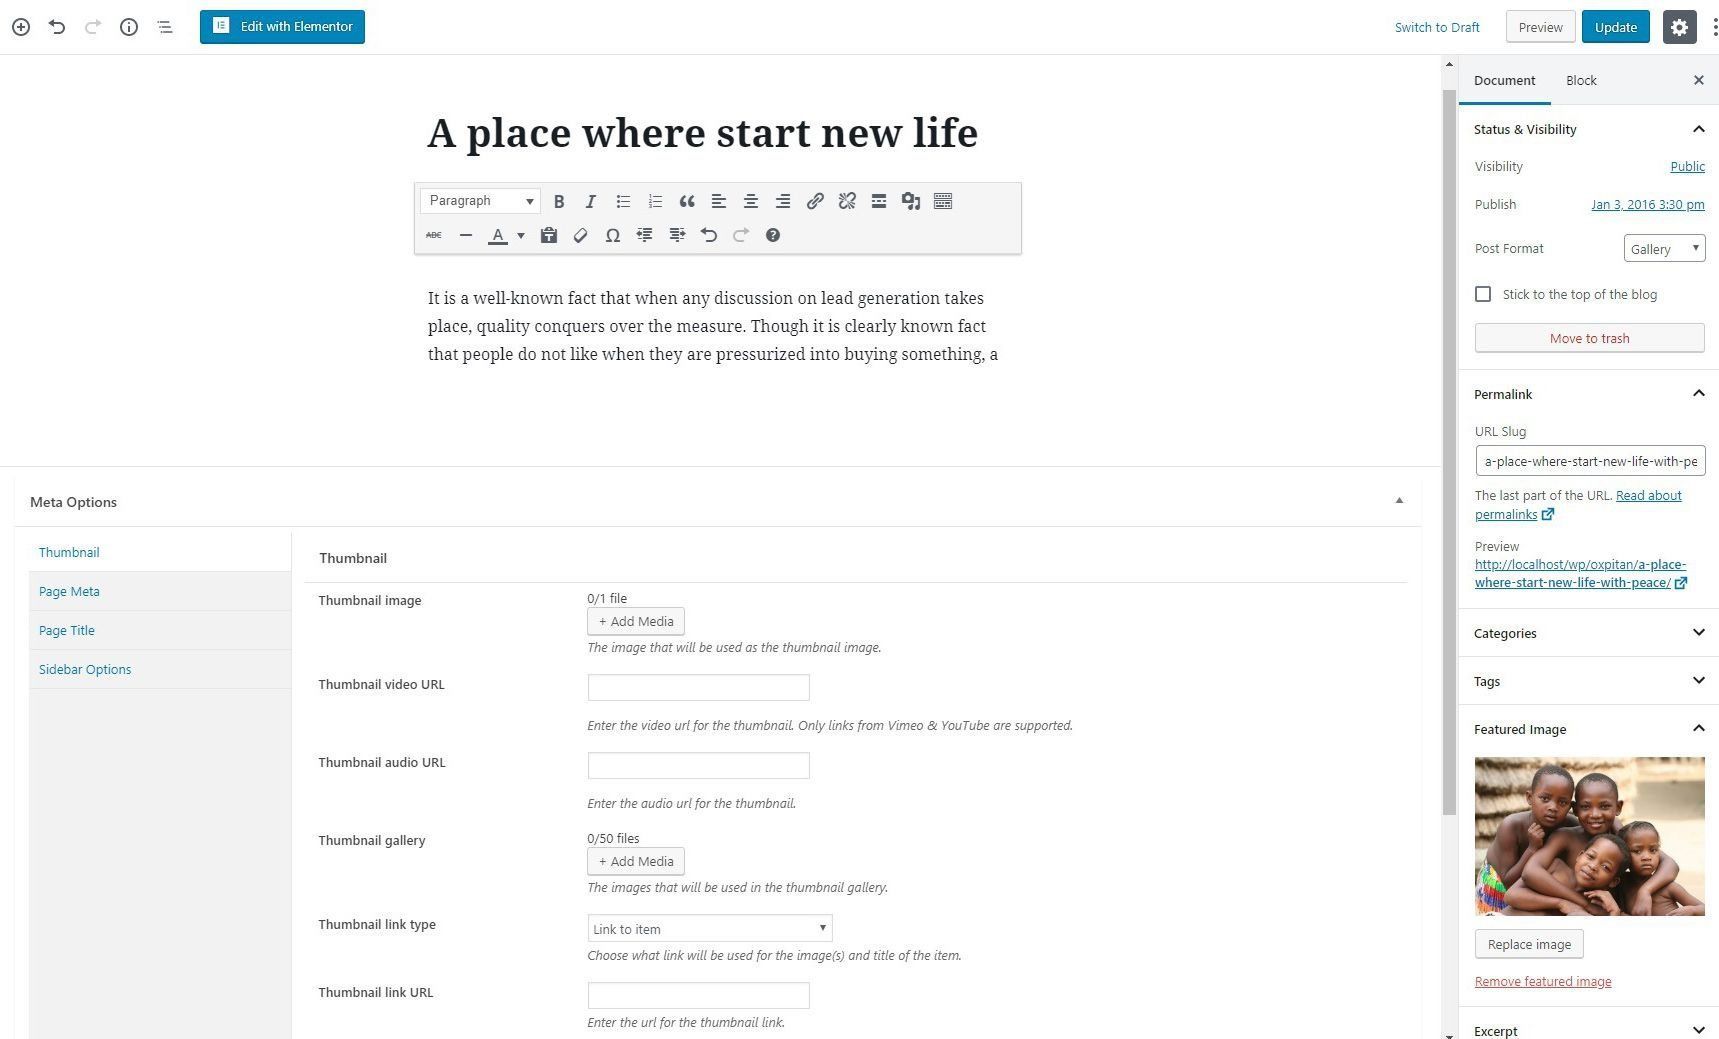 Edit with Elementor
Switch to Draft
Preview
Update
Document
Block
A place where start new life
Paragraph
ABC
It is a well-known fact that when any discussion on lead generation takes
place, quality conquers over the measure. Though it is clearly known fact
that people do not like when they are pressurized into buying something, a
Meta Options
Thumbnail
Page Meta
Page Title
Sidebar Options
Thumbnail
Thumbnail image
0/1 file
+ Add Media
The image that will be used as the thumbnail image.
Thumbnail video URL
Enter the video url for the thumbnail. Only links from Vimeo & YouTube are supported.
Thumbnail audio URL
Enter the audio url for the thumbnail.
Thumbnail gallery
0/50 files
+ Add Media
The images that will be used in the thumbnail gallery.
Thumbnail link type
Link to item
Choose what link will be used for the image(s) and title of the item.
Thumbnail link URL
Enter the url for the thumbnail link.
Status & Visibility
Visibility
Public
Publish
Jan 3, 2016 3:30 pm
Post Format
Gallery
Stick to the top of the blog
Move to trash
Permalink
URL Slug
a-place-where-start-new-life-with-pe
The last part of the URL. Read about
permalinks
Preview
http://localhost/wp/oxpitan/a-place-
where-start-new-life-with-peace/
Categories
Tags
Featured Image
Replace image
Remove featured image
Excerpt